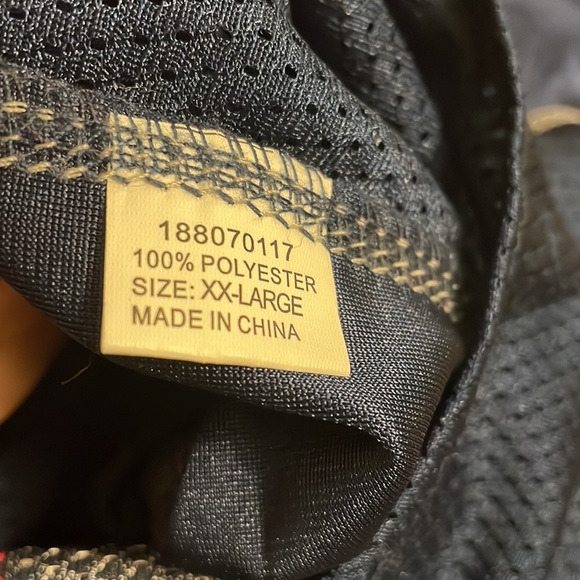 188070117
100% POLYESTER
SIZE: XX-LARGE
MADE IN CHINA